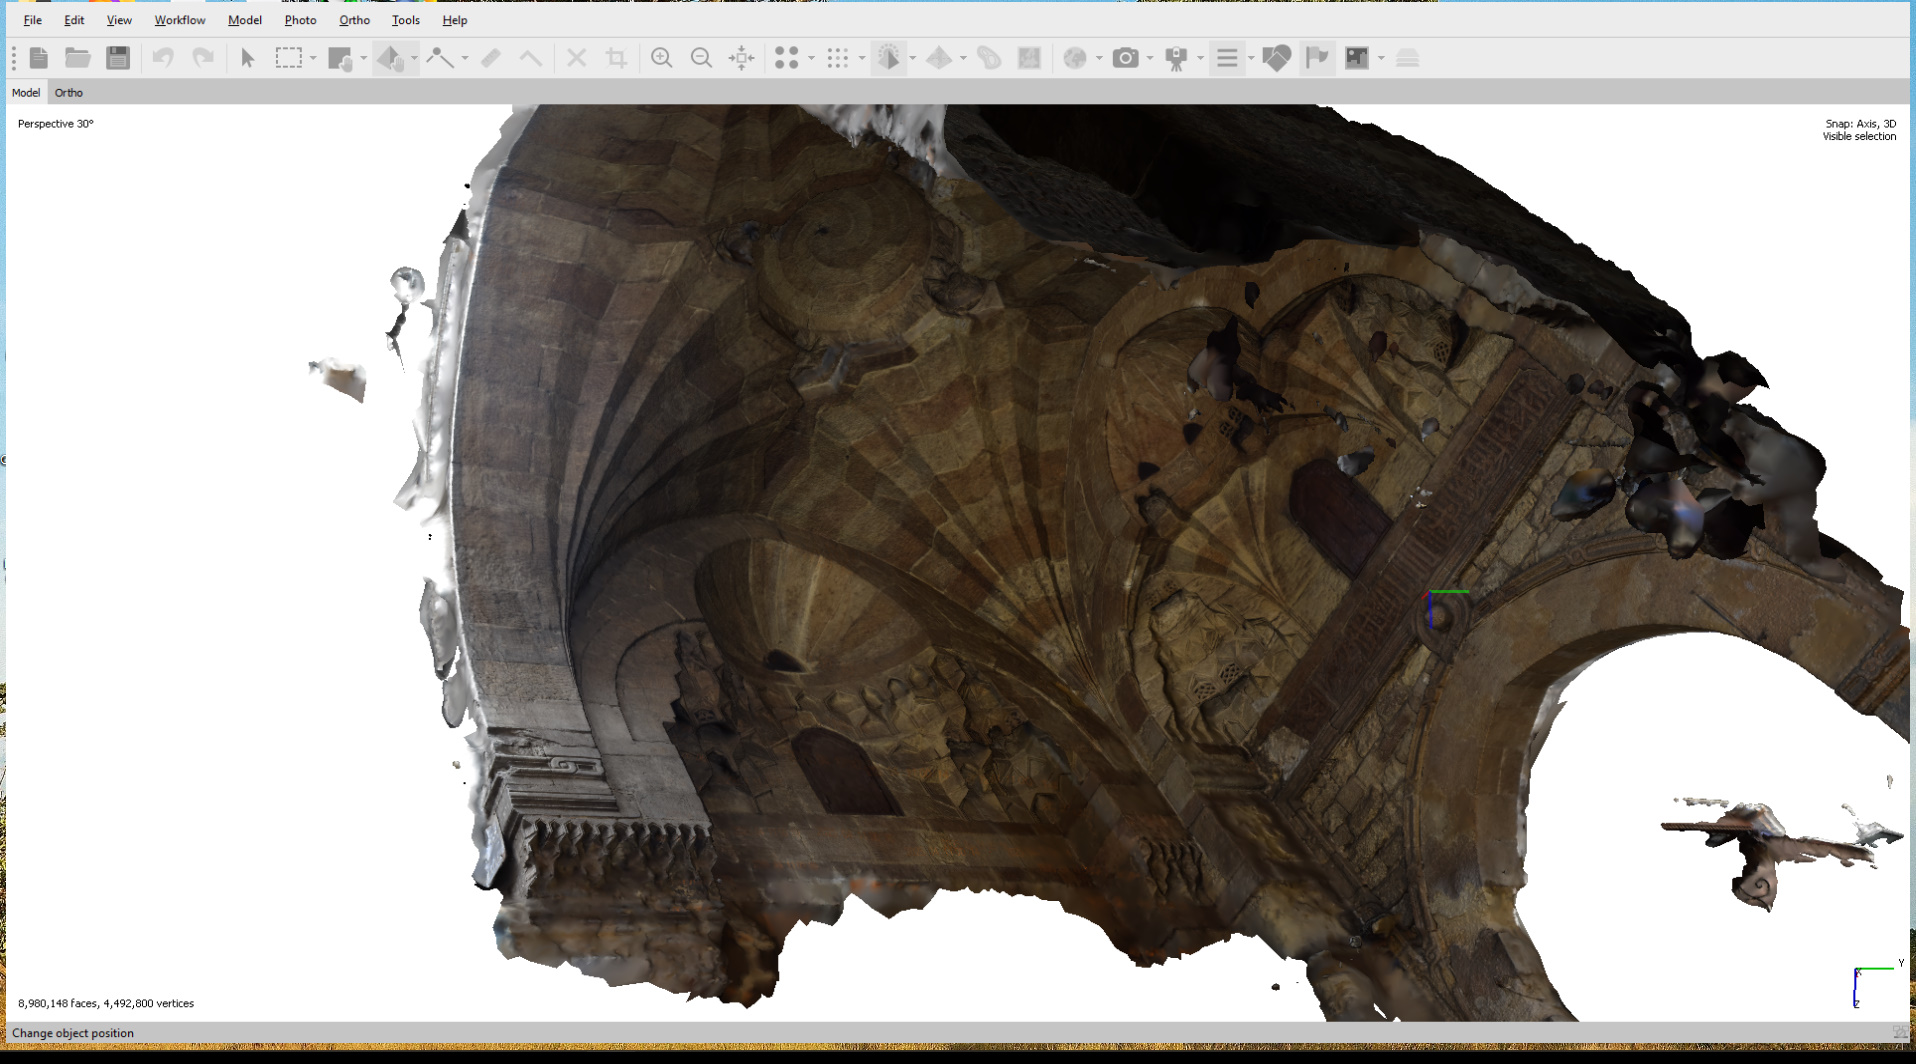 File Edit View Workflow Model Photo Ortho Tools Help
Model Ortho
Perspective 30°
Snap: Axis, 3D
Visible selection
Y
X
Z
8,980,148 faces, 4,492,800 vertices
Change object position